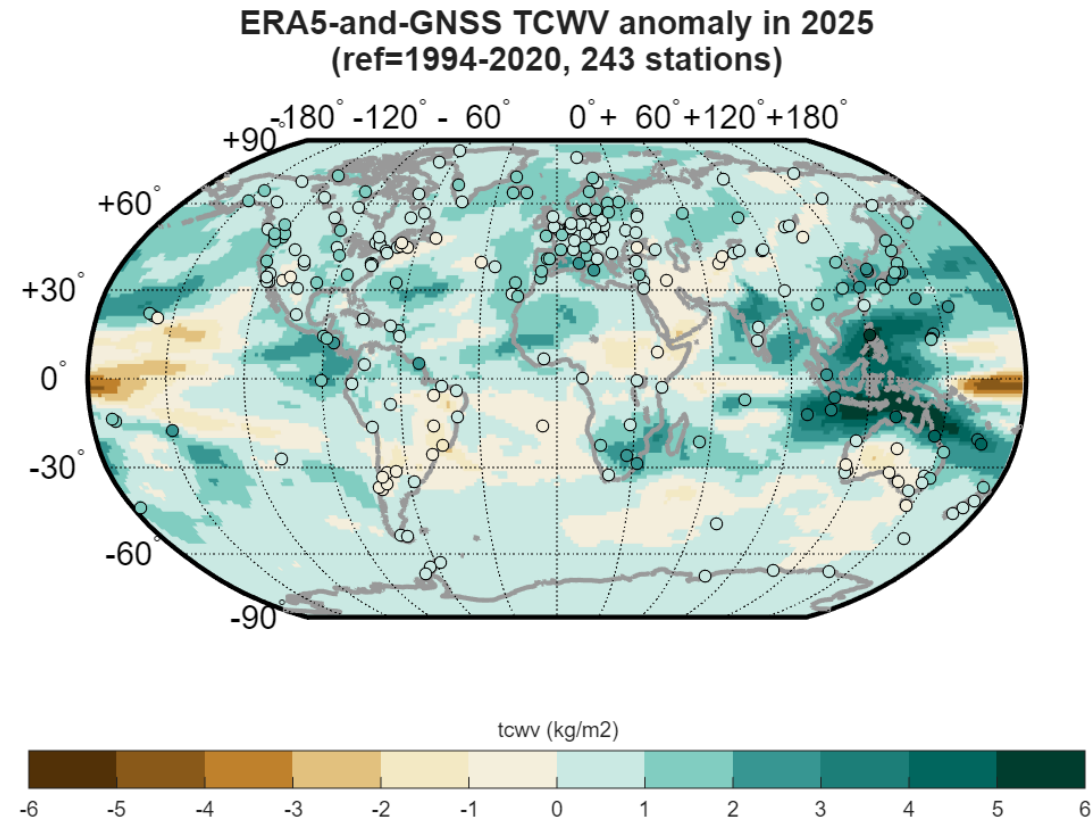 ERA5-and-GNSS TCWV anomaly in 2025
(ref=1994-2020, 243 stations)
-180° -120° - 60° 0° + 60° +120° +180°
+90°
+60°
+30°
0°
-30°
-60°
-90°
tcwv (kg/m2)
-6 -5 -4 -3 -2 -1 0 1 2 3 4 5 6